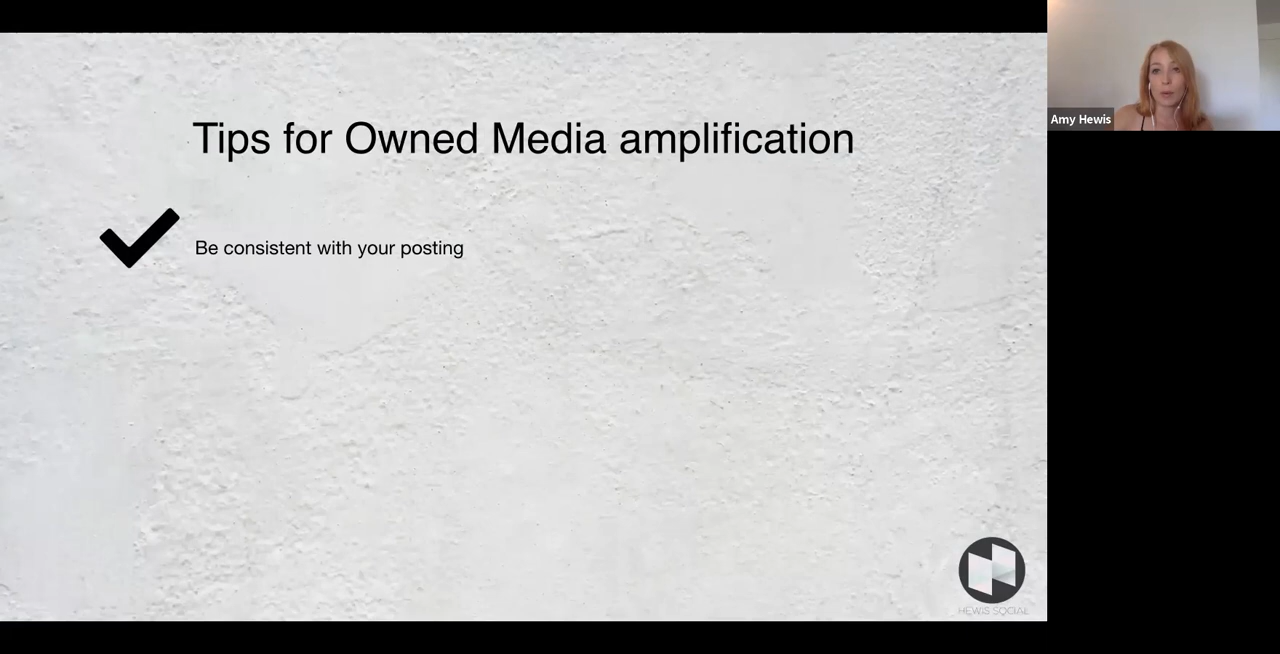 Tips for Owned Media amplification
Be consistent with your posting
Amy Hewis
HEWIS SOCIAL